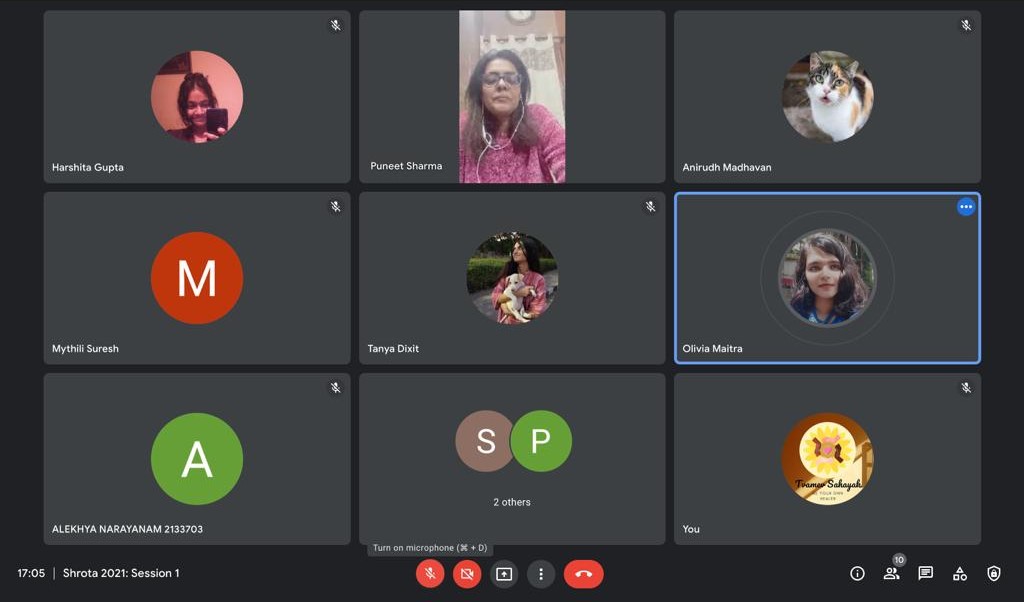 Harshita Gupta
Puneet Sharma
Anirudh Madhavan
M
Mythili Suresh
Tanya Dixit
Olivia Maitra
A
ALEKHYA NARAYANAM 2133703
S P
2 others
Tvamev Sahayak
BE YOUR OWN
HEALER
You
Turn on microphone (⌘ + D)
17:05 | Shrota 2021: Session 1
10